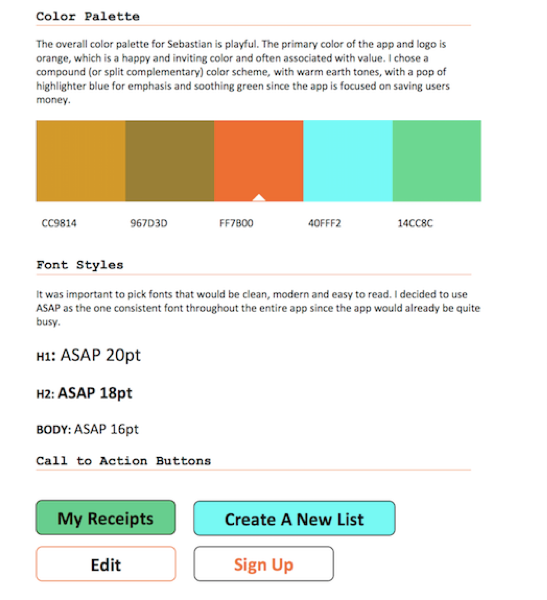 Color Palette
The overall color palette for Sebastian is playful. The primary color of the app and logo is
orange, which is a happy and inviting color and often associated with value. I chose a
compound (or split complementary) color scheme, with warm earth tones, with a pop of
highlighter blue for emphasis and soothing green since the app is focused on saving users
money.
CC9814 967D3D FF7B00 40FFF2 14CC8C
Font Styles
It was important to pick fonts that would be clean, modern and easy to read. I decided to use
ASAP as the one consistent font throughout the entire app since the app would already be quite
busy.
H1: ASAP 20pt
H2: ASAP 18pt
BODY: ASAP 16pt
Call to Action Buttons
My Receipts Create A New List
Edit Sign Up